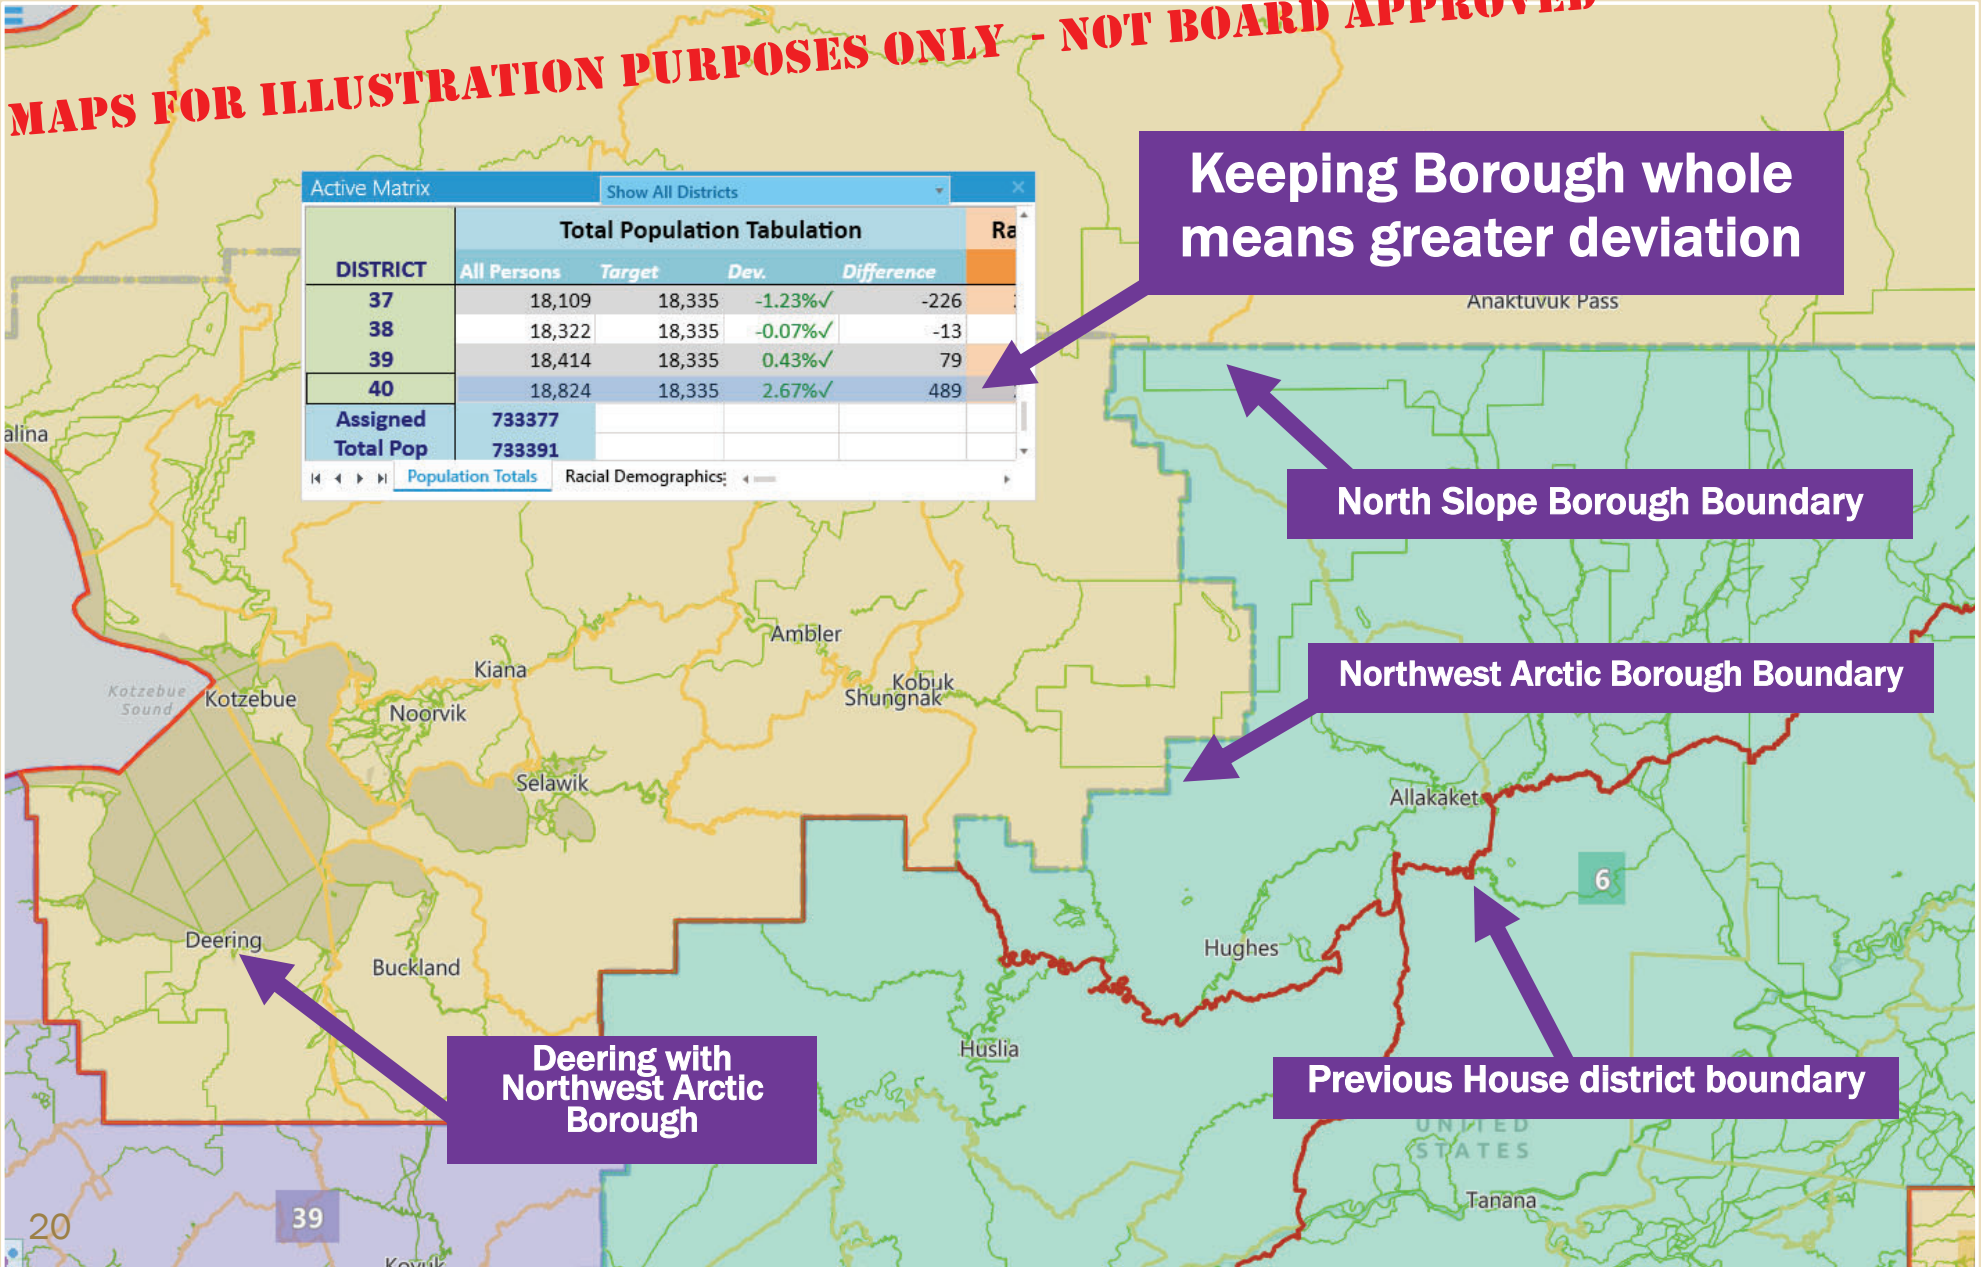 MAPS FOR ILLUSTRATION PURPOSES ONLY - NOT BOARD APPROVED
Keeping Borough whole
means greater deviation
Active Matrix
Show All Districts
Total Population Tabulation
Ra
DISTRICT All Persons Target Dev. Difference
37 18,109 18,335 -1.23%✓ -226
38 18,322 18,335 -0.07%✓ -13
39 18,414 18,335 0.43%✓ 79
40 18,824 18,335 2.67%✓ 489
Assigned 733377
Total Pop 733391
Population Totals Racial Demographics
Anaktuvuk Pass
alina
North Slope Borough Boundary
Ambler
Kiana
Northwest Arctic Borough Boundary
Kobuk
Shungnak
Kotzebue
Sound
Kotzebue
Noorvik
Selawik
Allakaket
6
Deering
Buckland
Hughes
Huslia
Deering with
Northwest Arctic
Borough
Previous House district boundary
UNITED
STATES
Tanana
39
20
Koyuk